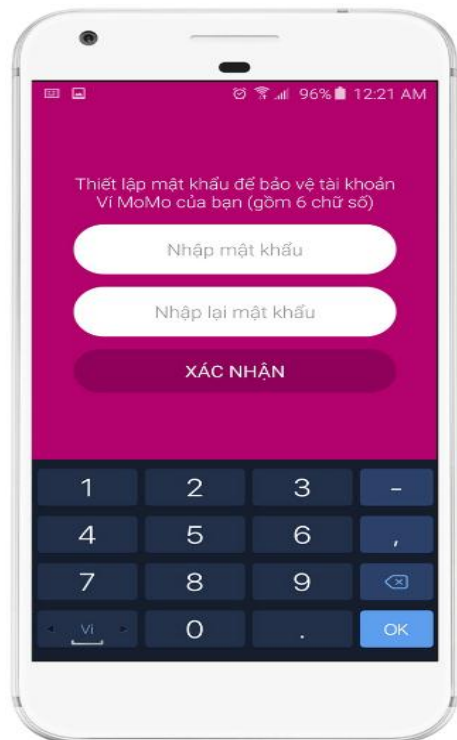 96% 12:21 AM
Thiết lập mật khẩu để bảo vệ tài khoản
Ví MoMo của bạn (gồm 6 chữ số)
Nhập mật khẩu
Nhập lại mật khẩu
XÁC NHẬN
1 2 3 -
4 5 6 ,
7 8 9
Vi 0 . OK